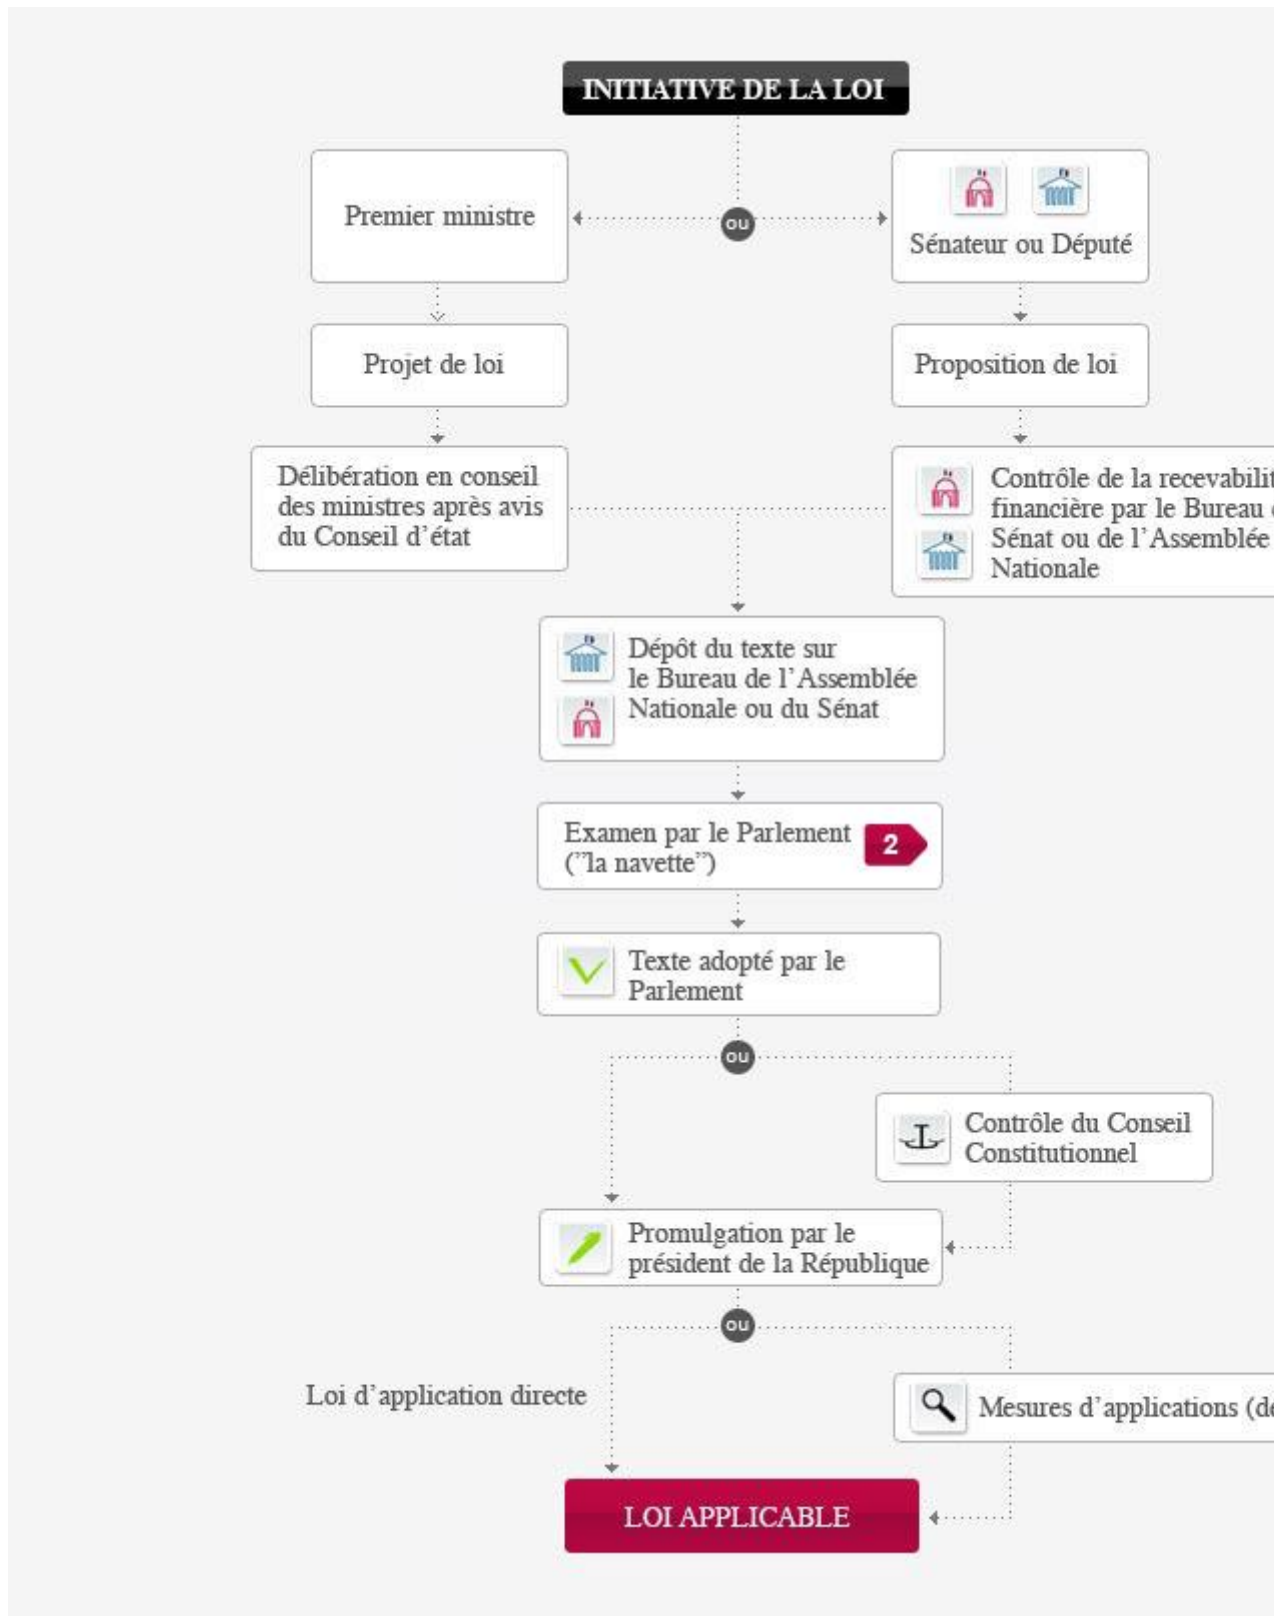 INITIATIVE DE LA LOI
Premier ministre
ou
Sénateur ou Député
Projet de loi
Proposition de loi
Délibération en conseil
des ministres après avis
du Conseil d’état
Contrôle de la
financière par le Bureau
Sénat ou de l’Assemblée
Nationale
Dépôt du texte sur
le Bureau de l’Assemblée
Nationale ou du Sénat
Examen par le Parlement
(”la navette”)
2
Texte adopté par le
Parlement
ou
Contrôle du Conseil
Constitutionnel
Promulgation par le
président de la République
ou
Loi d’application directe
Mesures d’applications
LOI APPLICABLE